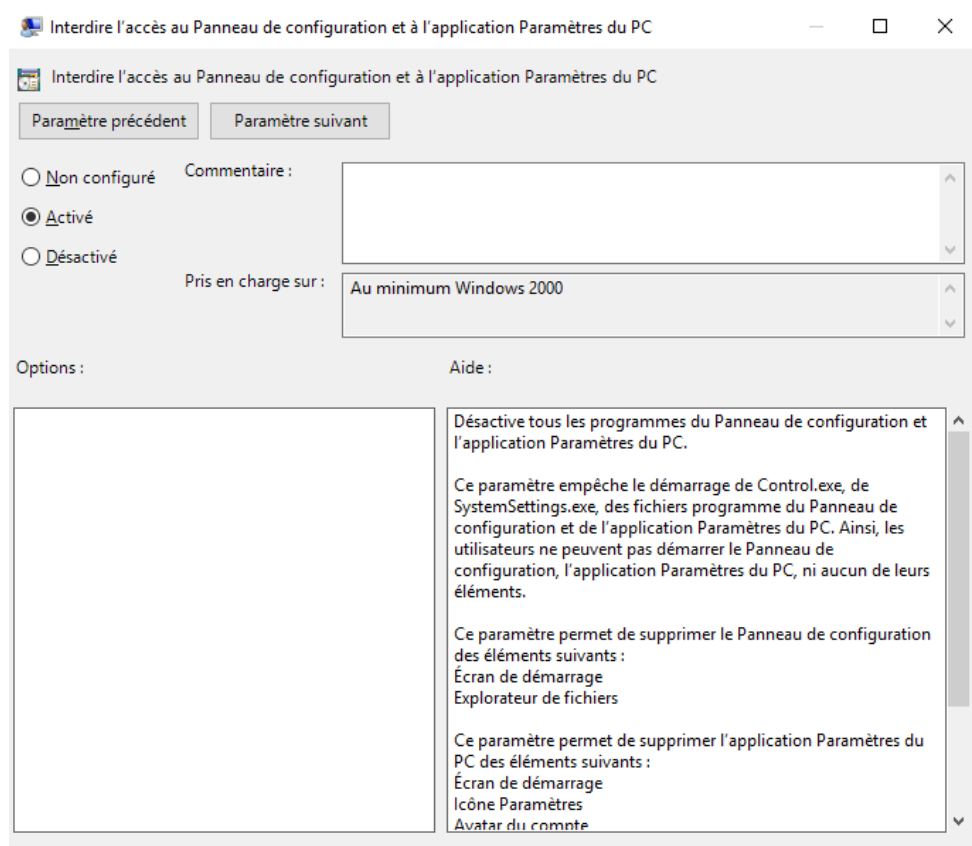 Interdire l'accès au Panneau de configuration et à l'application Paramètres du PC
Interdire l'accès au Panneau de configuration et à l'application Paramètres du PC
Paramètre précédent
Paramètre suivant
Non configuré
Commentaire :
Activé
Désactivé
Pris en charge sur :
Au minimum Windows 2000
Options :
Aide :
Désactive tous les programmes du Panneau de configuration et
l'application Paramètres du PC.
Ce paramètre empêche le démarrage de Control.exe, de
SystemSettings.exe, des fichiers programme du Panneau de
configuration et de l'application Paramètres du PC. Ainsi, les
utilisateurs ne peuvent pas démarrer le Panneau de
configuration, l'application Paramètres du PC, ni aucun de leurs
éléments.
Ce paramètre permet de supprimer le Panneau de configuration
des éléments suivants :
Écran de démarrage
Explorateur de fichiers
Ce paramètre permet de supprimer l'application Paramètres du
PC des éléments suivants :
Écran de démarrage
Icône Paramètres
Avatar du compte